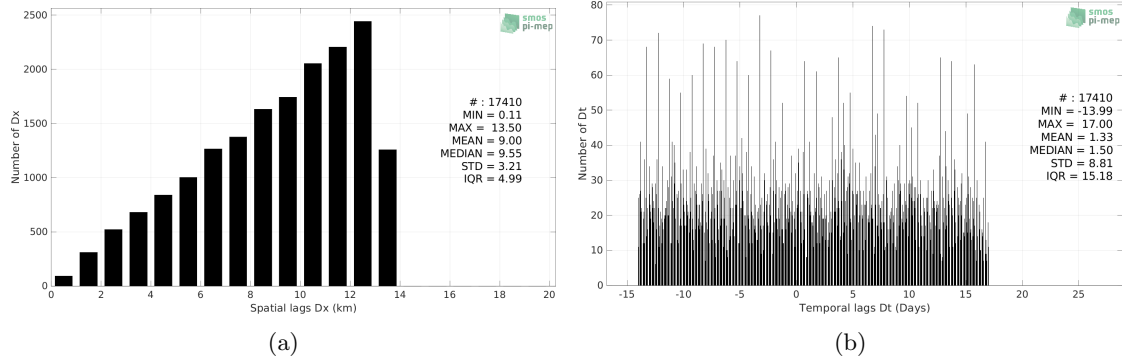 2500
2000
1500
1000
500
0
Number of Dx
0 2 4 6 8 10 12 14 16 18 20
Spatial lags Dx (km)
smos
pi-mep
# : 17410
MIN = 0.11
MAX = 13.50
MEAN = 9.00
MEDIAN = 9.55
STD = 3.21
IQR = 4.99
(a)
80
70
60
50
40
30
20
10
0
Number of Dt
-15 -10 -5 0 5 10 15 20 25
Temporal lags Dt (Days)
smos
pi-mep
# : 17410
MIN = -13.99
MAX = 17.00
MEAN = 1.33
MEDIAN = 1.50
STD = 8.81
IQR = 15.18
(b)